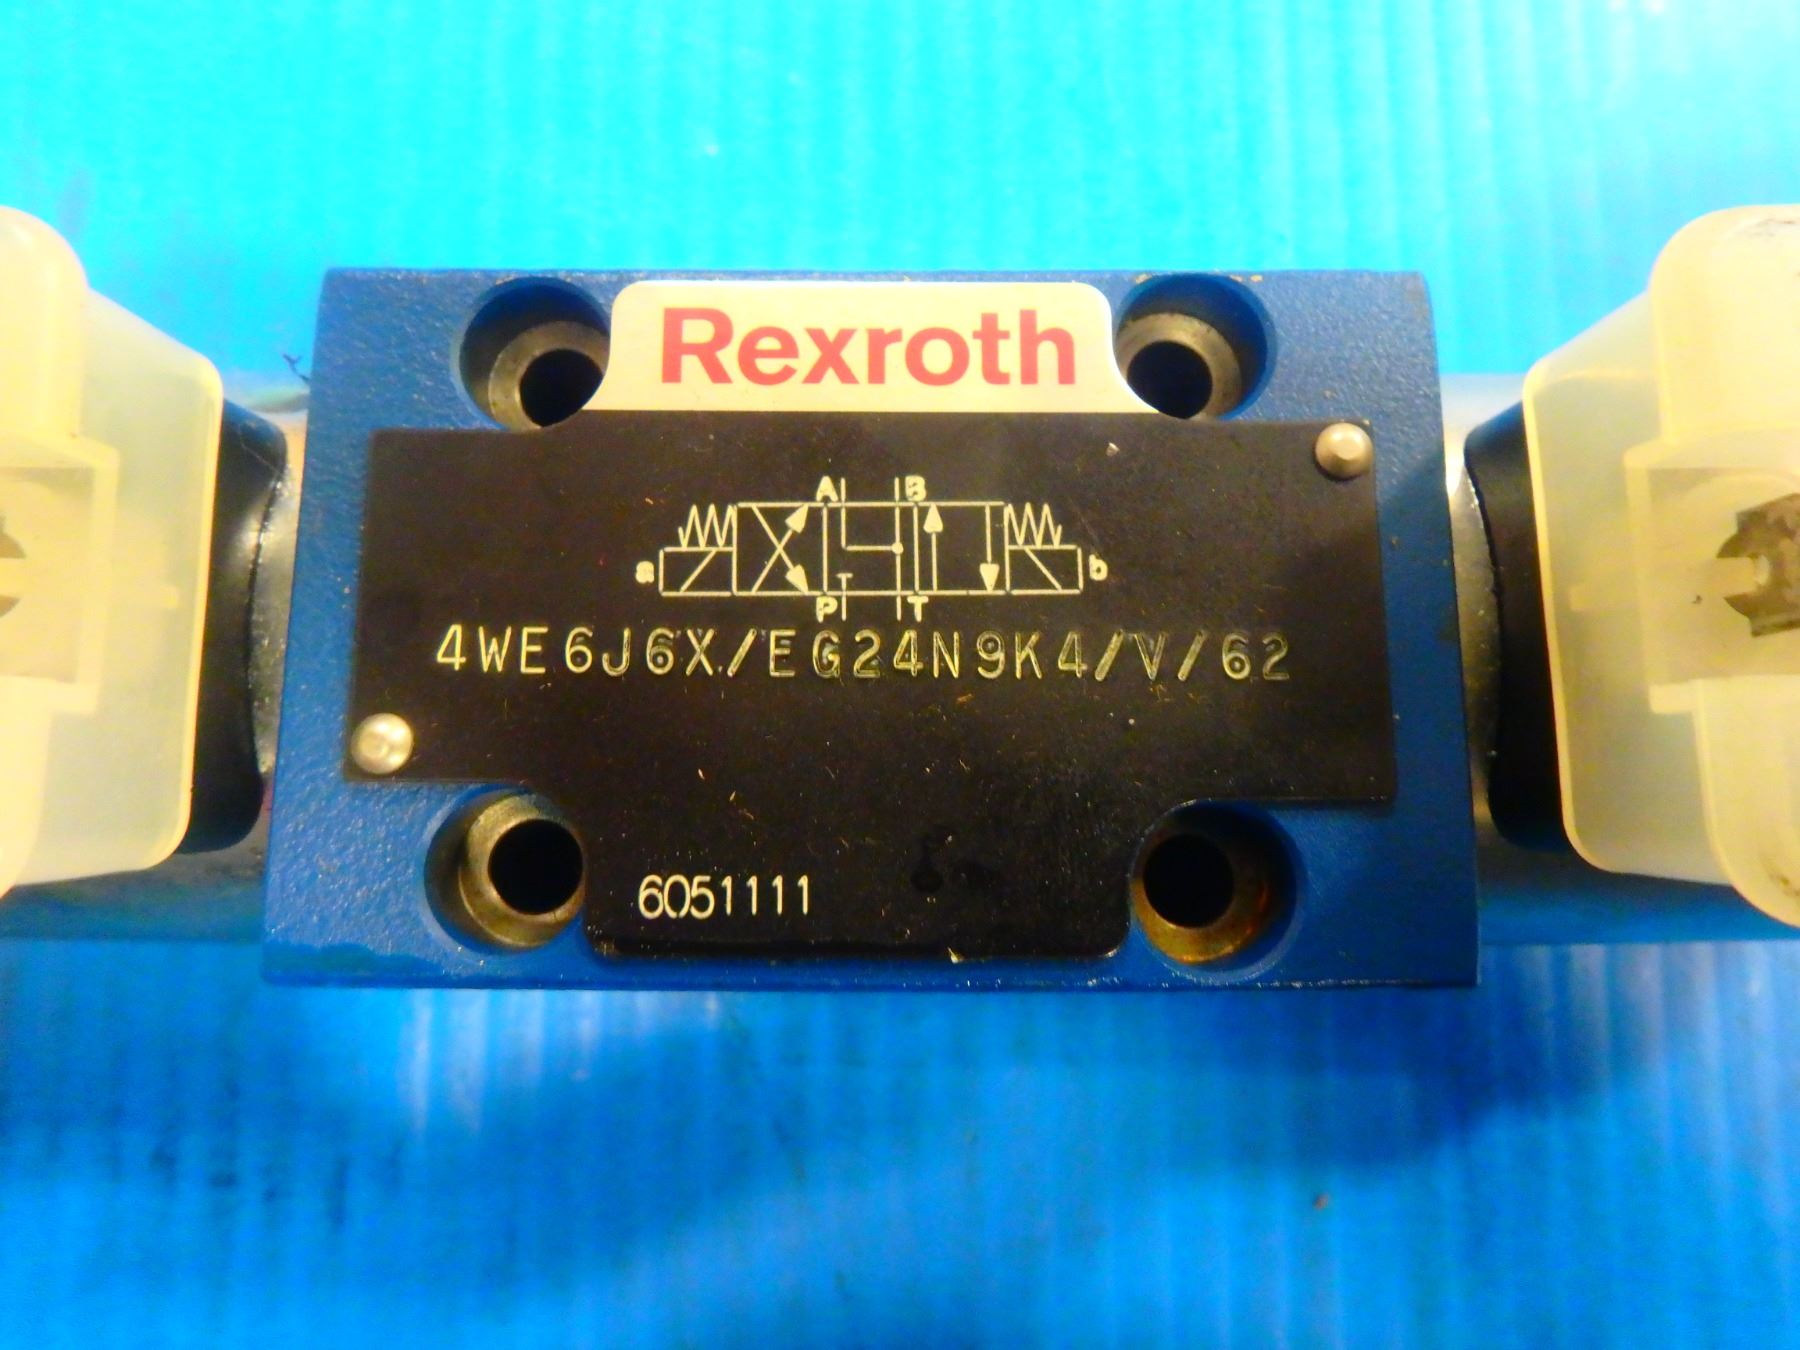 Rexroth
A B
a b
P T
T
4WE6J6X/EG24N9K4/V/62
6051111